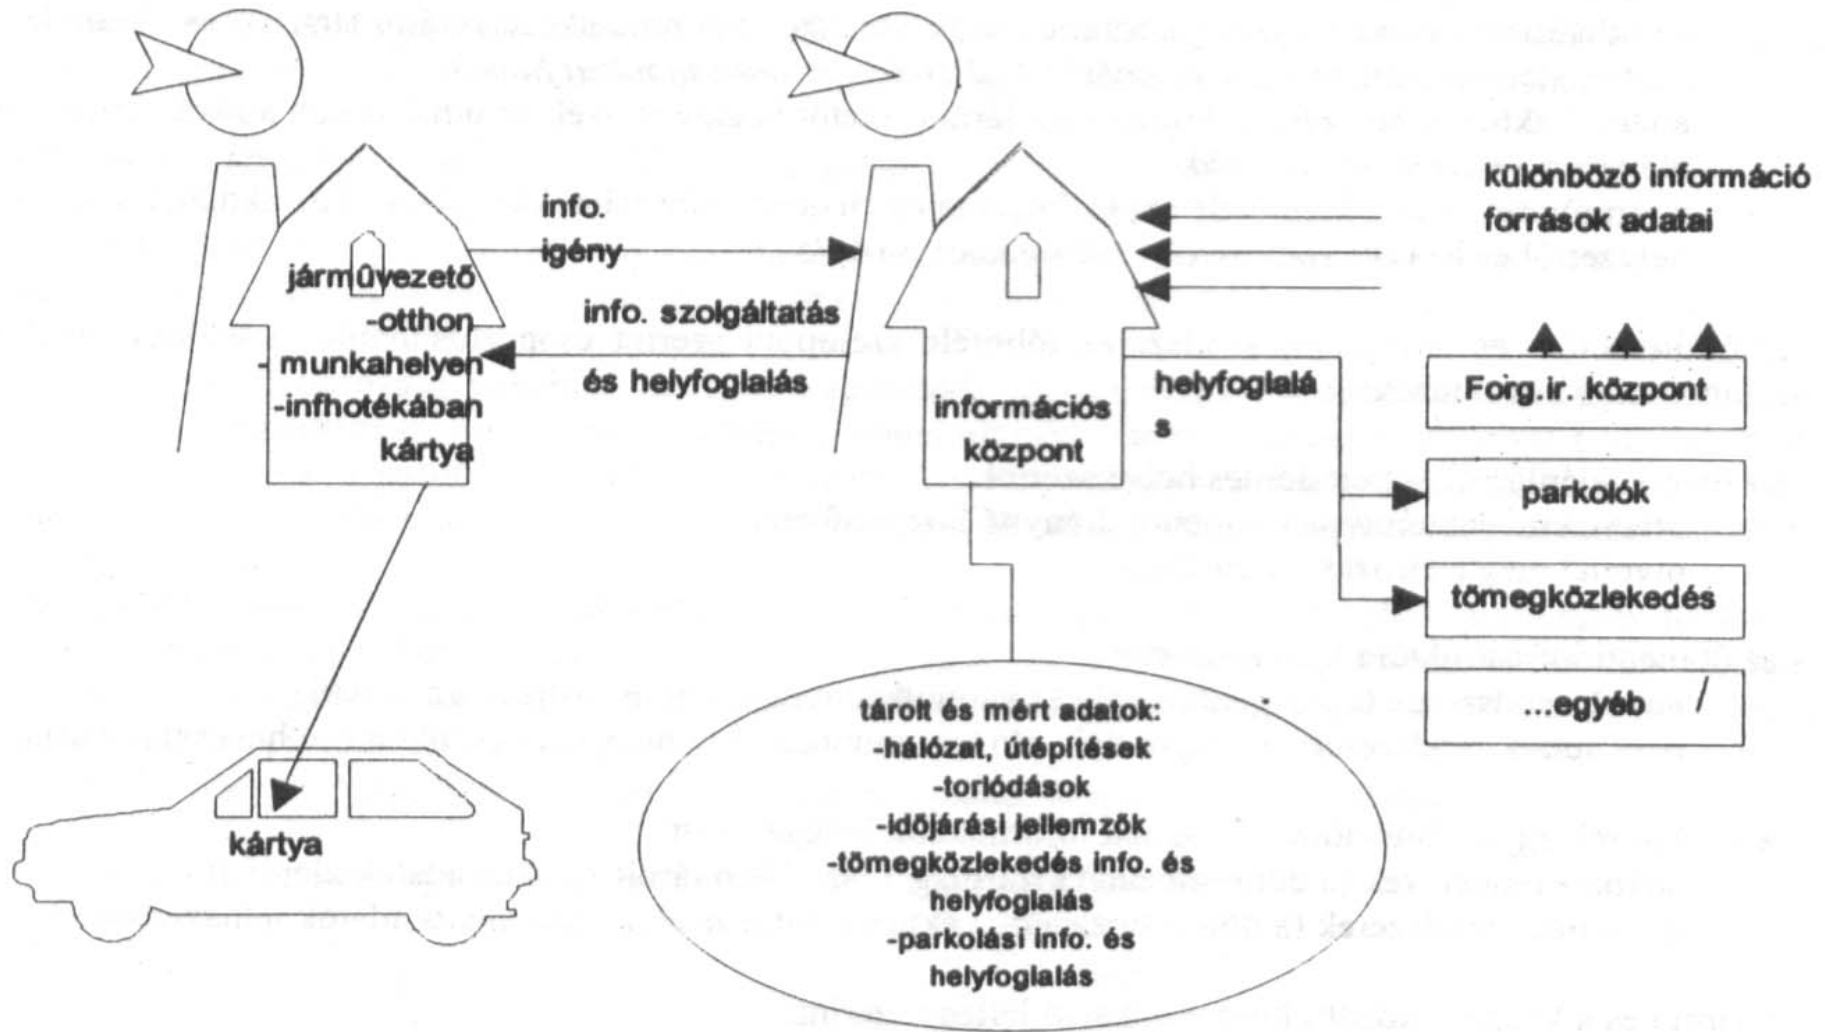 info.
igény
különböző információ
források adatai
járművezető
-otthon
- munkahelyen
-infhotékában
kártya
info. szolgáltatás
és helyfoglalás
információs
központ
helyfoglalá
s
Forg.ir. központ
parkolók
tömegközlekedés
...egyéb
tárolt és mért adatok:
-hálózat, útépítések
-torlódások
-időjárási jellemzők
-tömegközlekedés info. és
helyfoglalás
-parkolási info. és
helyfoglalás
kártya